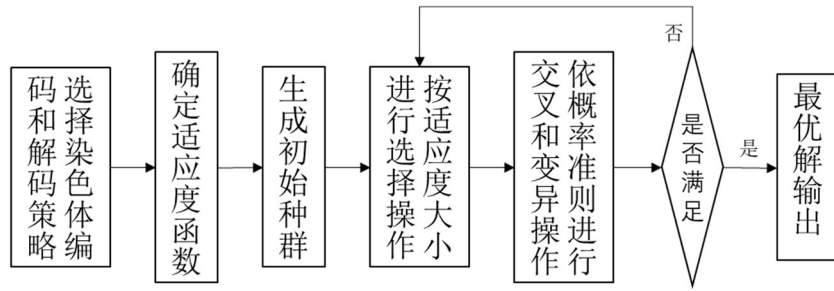 选择染色体编
码和解码策略
确定适应度函数
生成初始种群
按适应度大小
进行选择操作
依概率准则进行
交叉和变异操作
是否满足
否
是
最优解输出